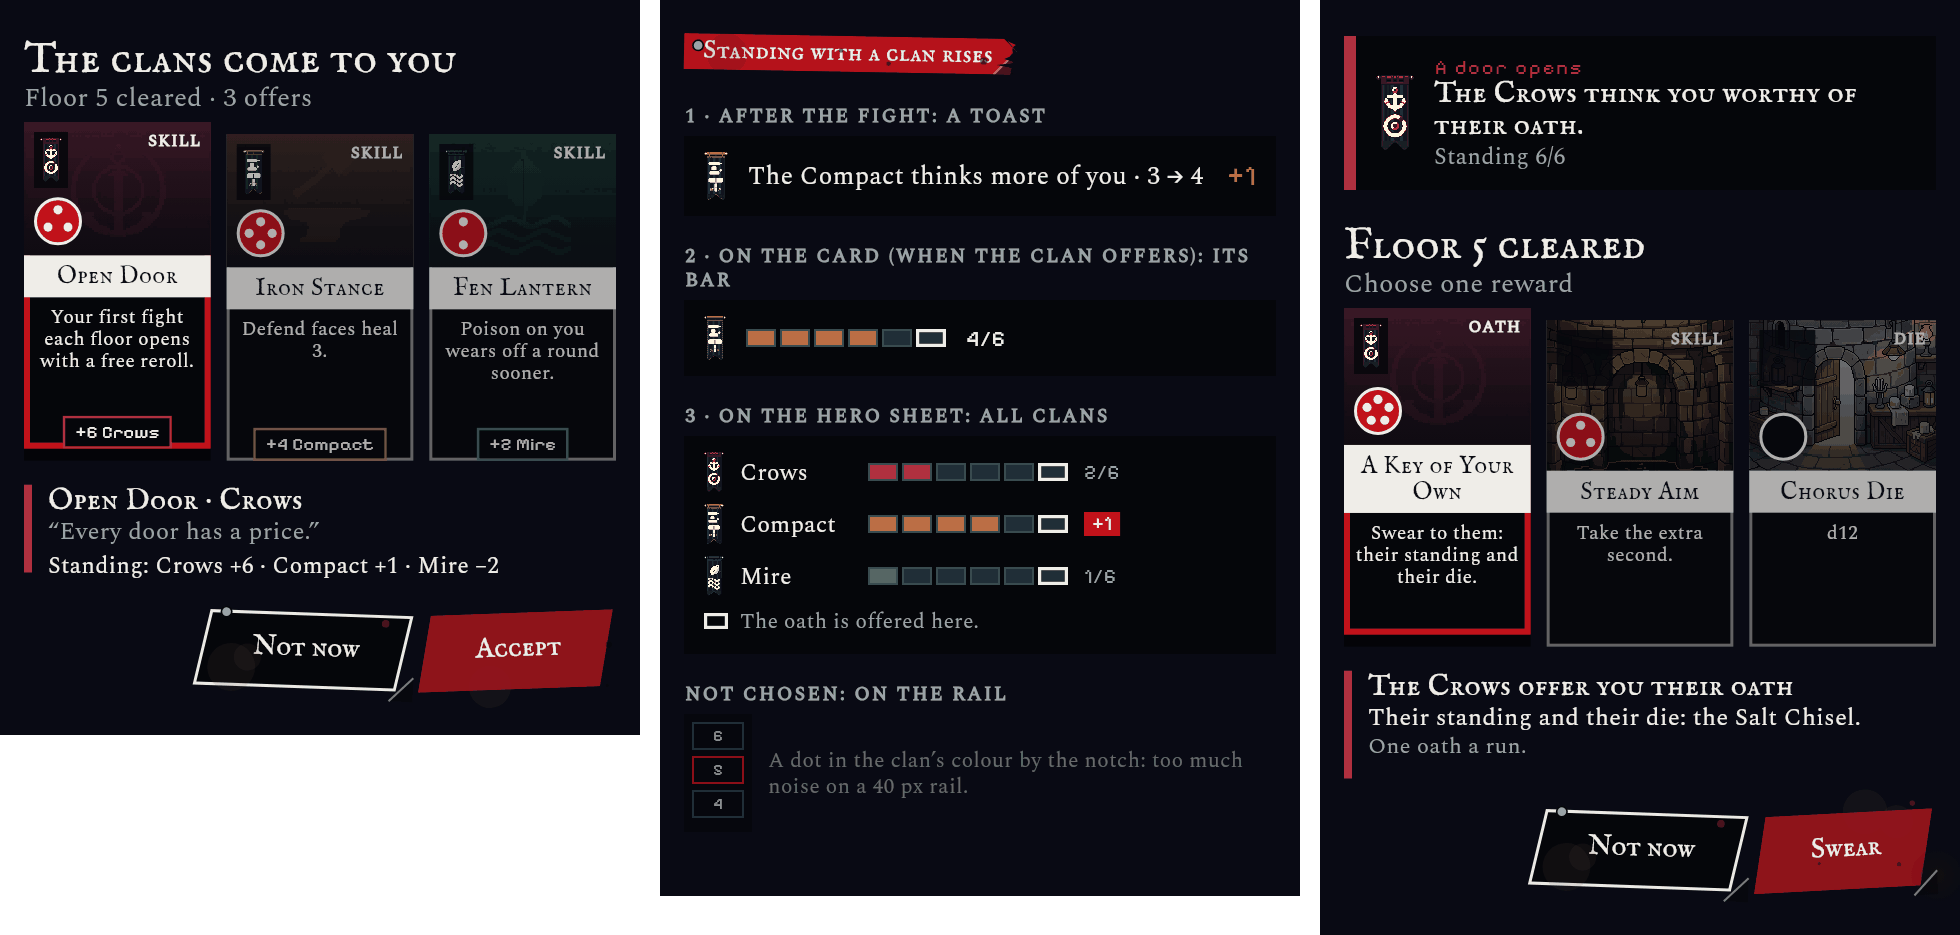 The clans come to you
Floor 5 cleared · 3 offers
SKILL
Open Door
Your first fight
each floor opens
with a free reroll.
+6 Crows
SKILL
Iron Stance
Defend faces heal
3.
+4 Compact
SKILL
Fen Lantern
Poison on you
wears off a round
sooner.
+2 Mire
Open Door · Crows
“Every door has a price.”
Standing: Crows +6 · Compact +1 · Mire −2
Not now
Accept
Standing with a clan rises
1 · AFTER THE FIGHT: A TOAST
The Compact thinks more of you · 3 → 4 +1
2 · ON THE CARD (WHEN THE CLAN OFFERS): ITS
BAR
4/6
3 · ON THE HERO SHEET: ALL CLANS
Crows 2/6
Compact +1
Mire 1/6
The oath is offered here.
NOT CHOSEN: ON THE RAIL
6
8
4
A dot in the clan’s colour by the notch: too much
noise on a 40 px rail.
A door opens
The Crows think you worthy of
their oath.
Standing 6/6
Floor 5 cleared
Choose one reward
OATH
A Key of Your
Own
Swear to them:
their standing and
their die.
SKILL
Steady Aim
Take the extra
second.
DIE
Chorus Die
d12
The Crows offer you their oath
Their standing and their die: the Salt Chisel.
One oath a run.
Not now
Swear